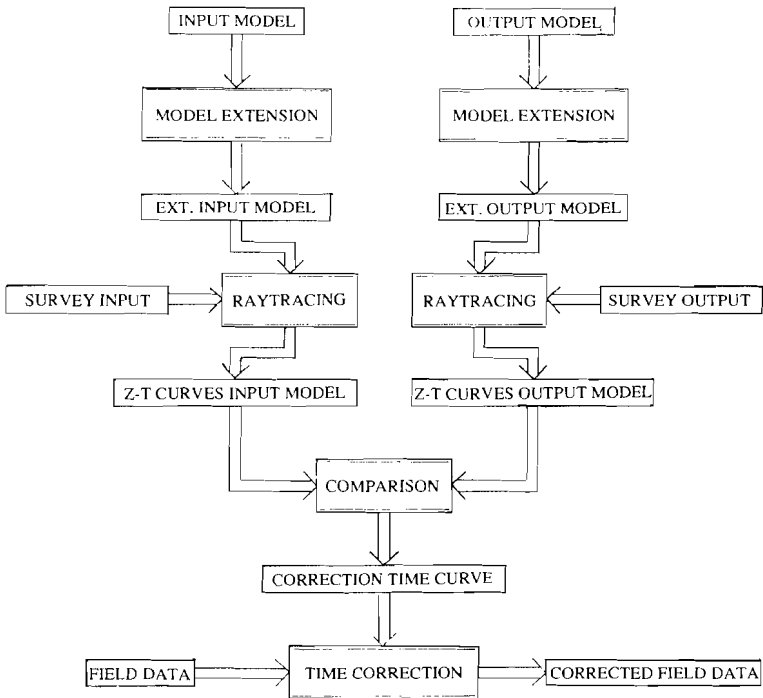 INPUT MODEL
OUTPUT MODEL
MODEL EXTENSION
MODEL EXTENSION
EXT. INPUT MODEL
EXT. OUTPUT MODEL
SURVEY INPUT
RAYTRACING
RAYTRACING
SURVEY OUTPUT
Z-T CURVES INPUT MODEL
Z-T CURVES OUTPUT MODEL
COMPARISON
CORRECTION TIME CURVE
FIELD DATA
TIME CORRECTION
CORRECTED FIELD DATA